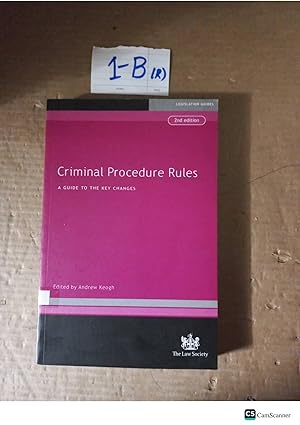 1-B (R)
LEGISLATION GUIDES
2nd edition
Criminal Procedure Rules
A GUIDE TO THE KEY CHANGES
Edited by Andrew Keogh
The Law Society
CS CamScanner